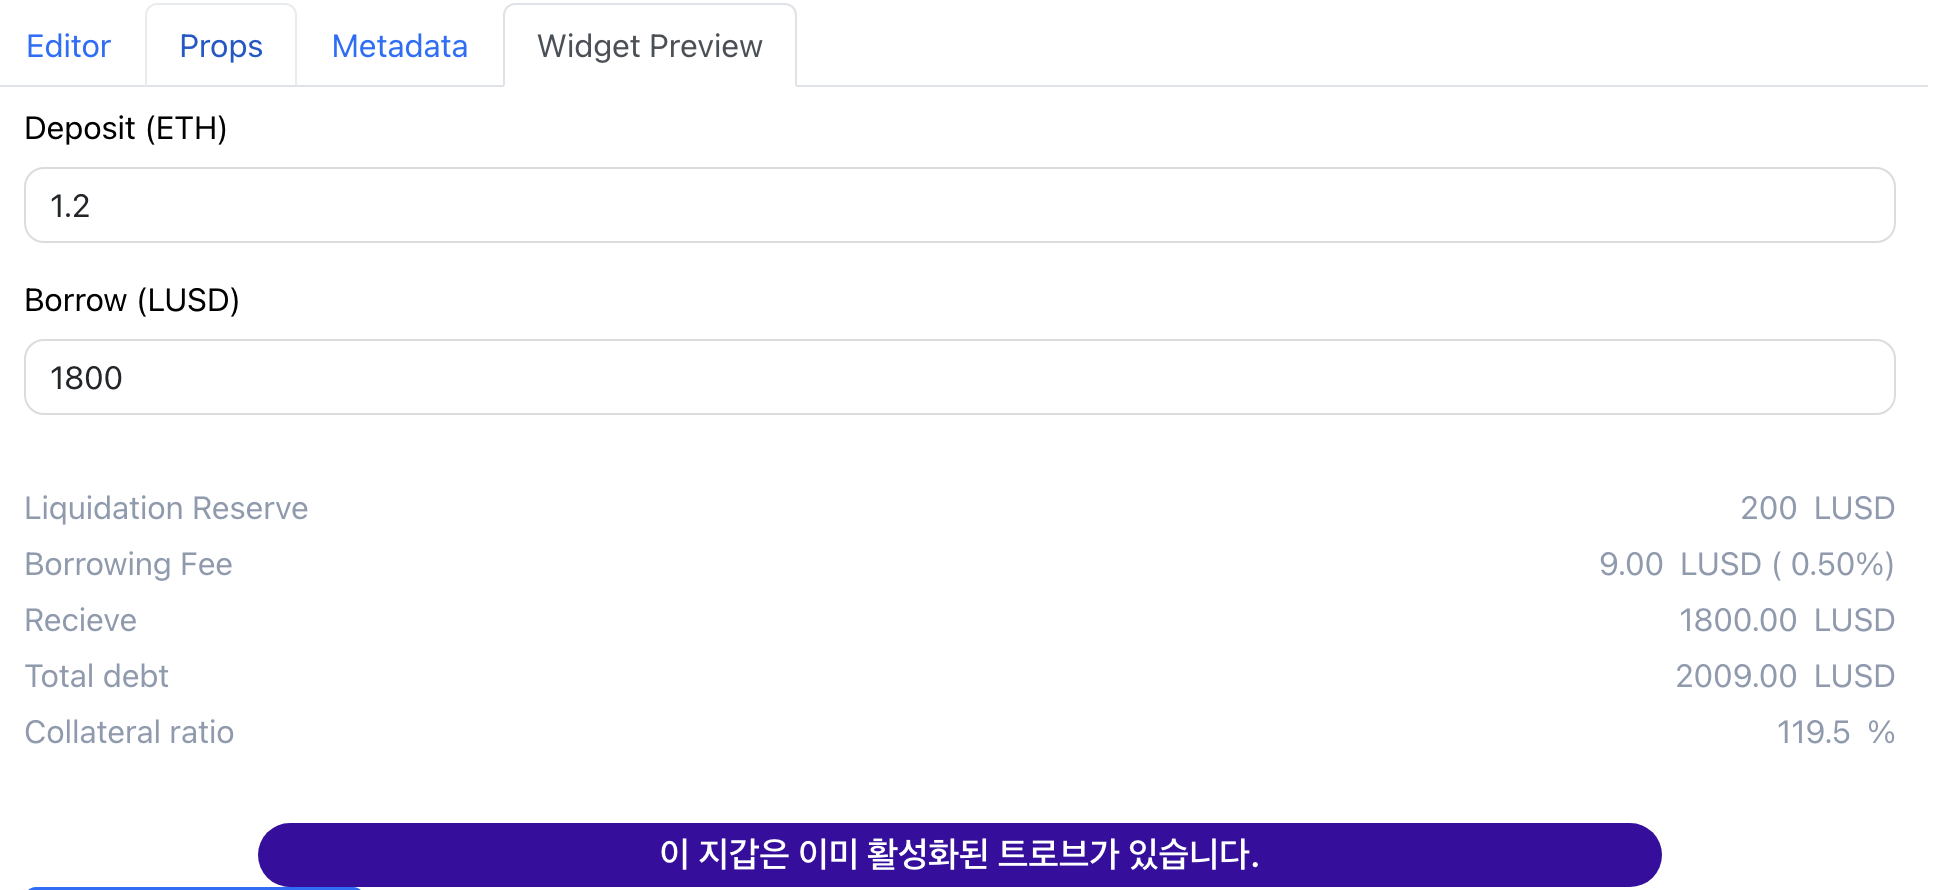 Editor Props Metadata Widget Preview
Deposit (ETH)
1.2
Borrow (LUSD)
1800
Liquidation Reserve 200 LUSD
Borrowing Fee 9.00 LUSD ( 0.50%)
Recieve 1800.00 LUSD
Total debt 2009.00 LUSD
Collateral ratio 119.5 %
이 지갑은 이미 활성화된 트로브가 있습니다.